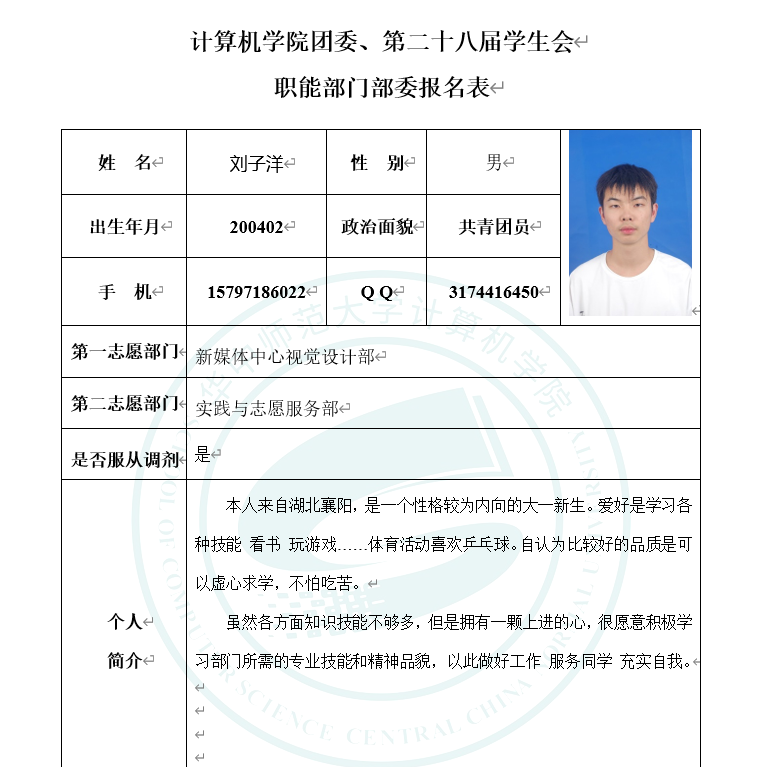 计算机学院团委、第二十八届学生会
职能部门部委报名表
姓 名 刘子洋 性 别 男
出生年月 200402 政治面貌 共青团员
手 机 15797186022 Q Q 3174416450
第一志愿部门 新媒体中心视觉设计部
第二志愿部门 实践与志愿服务部
是否服从调剂 是
个人
简介
本人来自湖北襄阳，是一个性格较为内向的大一新生。爱好是学习各
种技能 看书 玩游戏……体育活动喜欢乒乓球。自认为比较好的品质是可
以虚心求学，不怕吃苦。
虽然各方面知识技能不够多，但是拥有一颗上进的心，很愿意积极学
习部门所需的专业技能和精神品貌，以此做好工作 服务同学 充实自我。
华中师范大学计算机学院
SCHOOL OF COMPUTER SCIENCE CENTRAL CHINA NORMAL UNIVERSITY